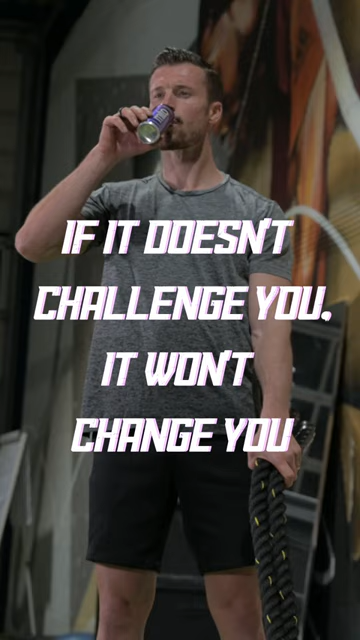 IF IT DOESN'T
CHALLENGE YOU,
IT WON'T
CHANGE YOU